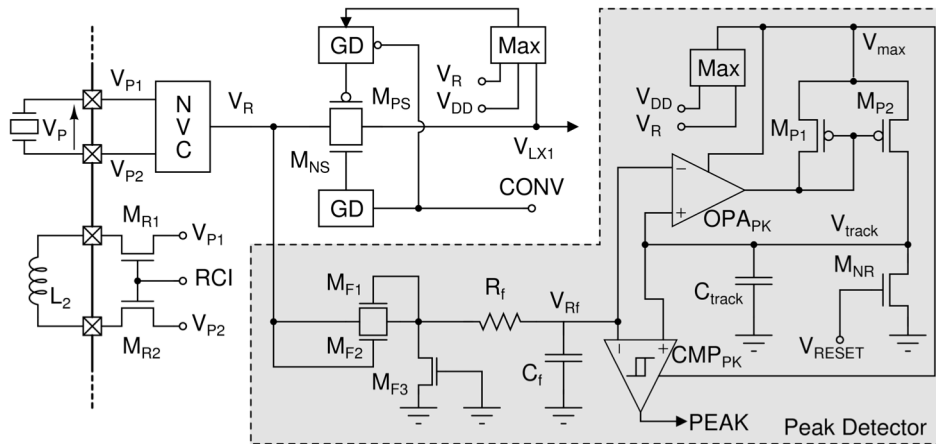 GD
Max
V_R
V_DD
M_PS
V_P1
V_P
V_P2
N
V
C
V_R
M_NS
V_LX1
GD
CONV
M_R1
V_P1
RCI
L_2
V_P2
M_R2
V_max
Max
V_DD
V_R
M_P1
M_P2
−
+
OPA_PK
V_track
M_NR
C_track
V_RESET
M_F1
M_F2
M_F3
R_f
V_Rf
C_f
−
+
CMP_PK
PEAK
Peak Detector